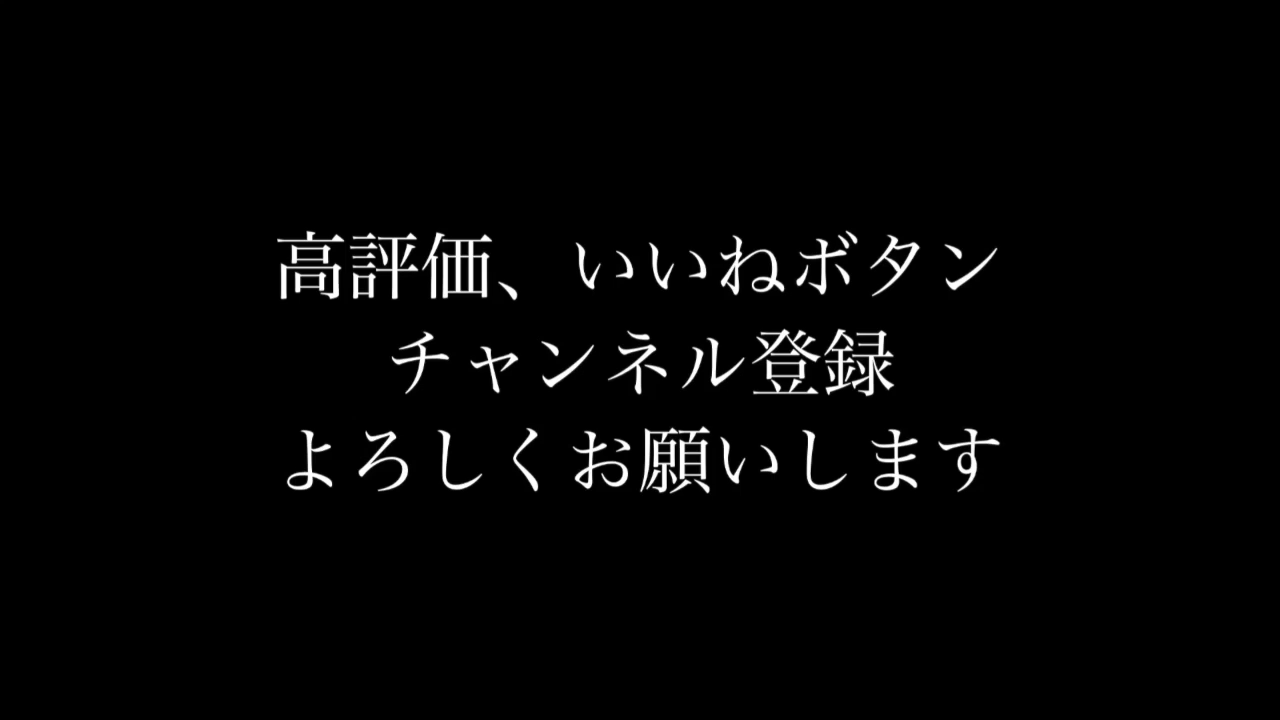 高評価、いいねボタン
チャンネル登録
よろしくお願いします